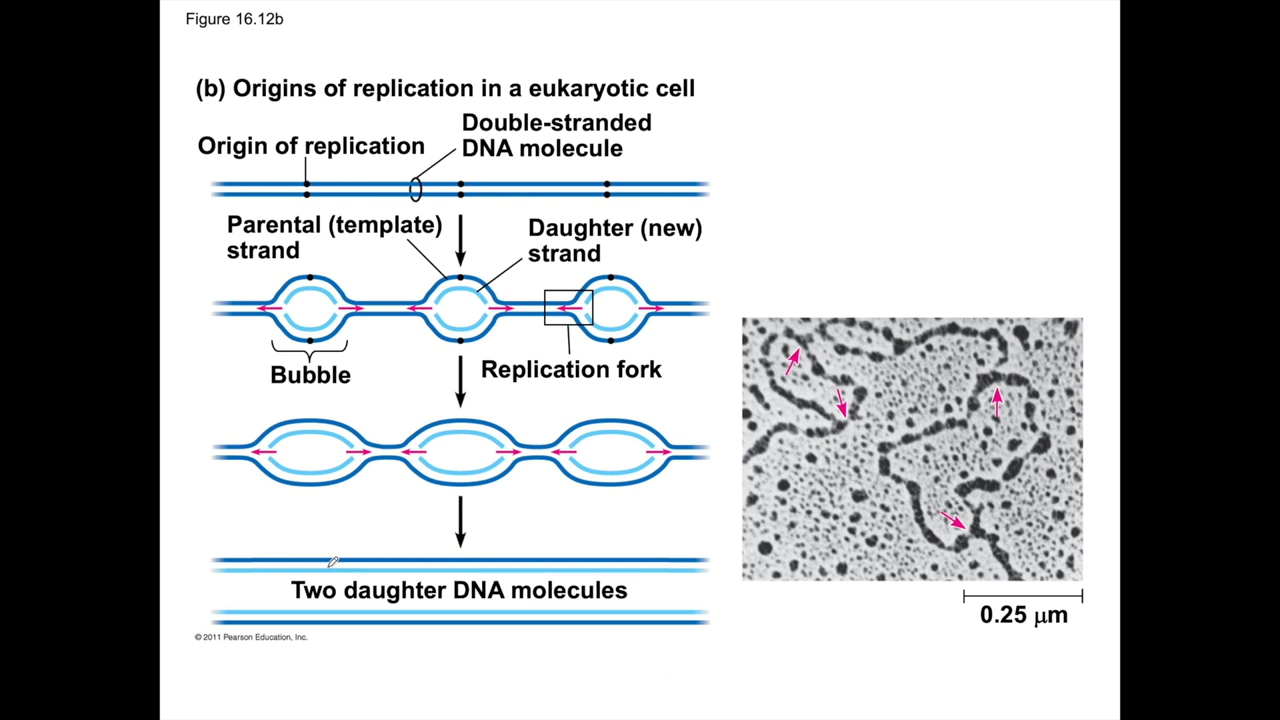 Figure 16.12b
(b) Origins of replication in a eukaryotic cell
Double-stranded
DNA molecule
Origin of replication
Parental (template)
strand
Daughter (new)
strand
Bubble
Replication fork
Two daughter DNA molecules
0.25 μm
© 2011 Pearson Education, Inc.